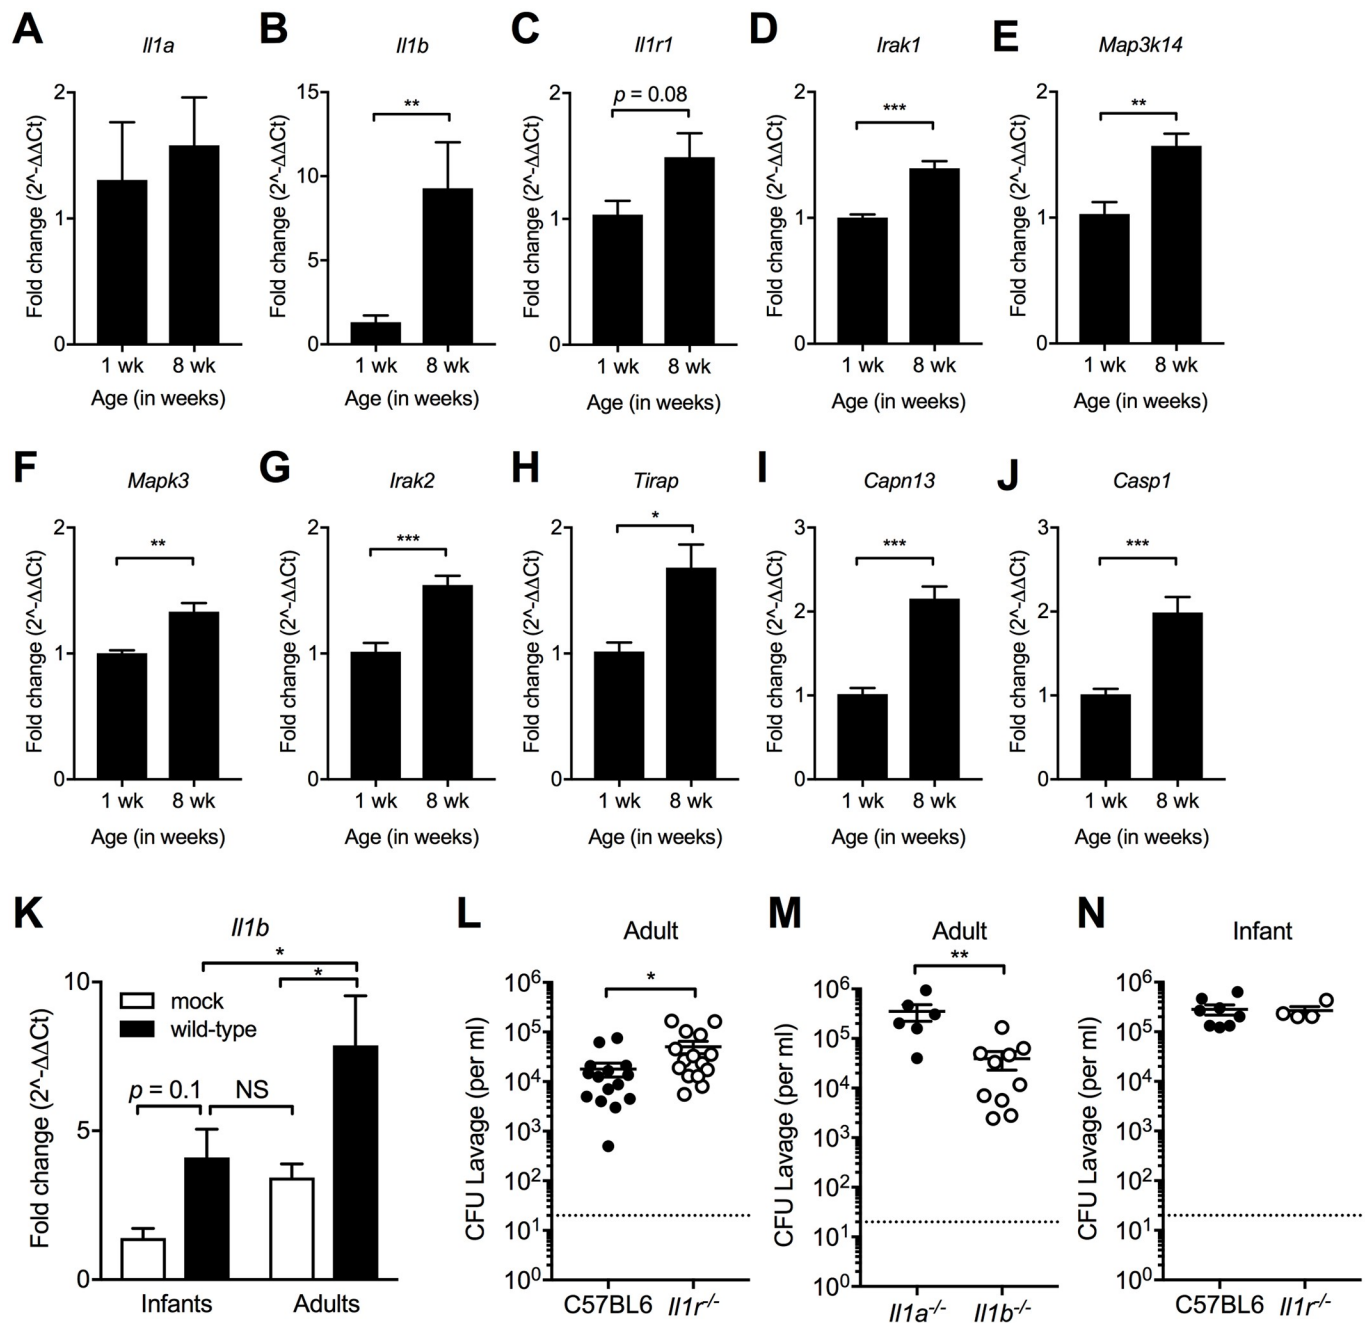 A
Il1a
Fold change (2^-ΔΔCt)
2
1
0
1 wk
8 wk
Age (in weeks)
B
Il1b
**
Fold change (2^-ΔΔCt)
15
10
5
0
1 wk
8 wk
Age (in weeks)
C
Il1r1
p = 0.08
Fold change (2^-ΔΔCt)
2
1
0
1 wk
8 wk
Age (in weeks)
D
Irak1
***
Fold change (2^-ΔΔCt)
2
1
0
1 wk
8 wk
Age (in weeks)
E
Map3k14
**
Fold change (2^-ΔΔCt)
2
1
0
1 wk
8 wk
Age (in weeks)
F
Mapk3
**
Fold change (2^-ΔΔCt)
2
1
0
1 wk
8 wk
Age (in weeks)
G
Irak2
***
Fold change (2^-ΔΔCt)
2
1
0
1 wk
8 wk
Age (in weeks)
H
Tirap
*
Fold change (2^-ΔΔCt)
2
1
0
1 wk
8 wk
Age (in weeks)
I
Capn13
***
Fold change (2^-ΔΔCt)
3
2
1
0
1 wk
8 wk
Age (in weeks)
J
Casp1
***
Fold change (2^-ΔΔCt)
3
2
1
0
1 wk
8 wk
Age (in weeks)
K
Il1b
*
*
mock
wild-type
p = 0.1
NS
Fold change (2^-ΔΔCt)
10
5
0
Infants
Adults
L
Adult
*
CFU Lavage (per ml)
10⁶
10⁵
10⁴
10³
10²
10¹
10⁰
C57BL6
Il1r⁻/⁻
M
Adult
**
CFU Lavage (per ml)
10⁶
10⁵
10⁴
10³
10²
10¹
10⁰
Il1a⁻/⁻
Il1b⁻/⁻
N
Infant
CFU Lavage (per ml)
10⁶
10⁵
10⁴
10³
10²
10¹
10⁰
C57BL6
Il1r⁻/⁻